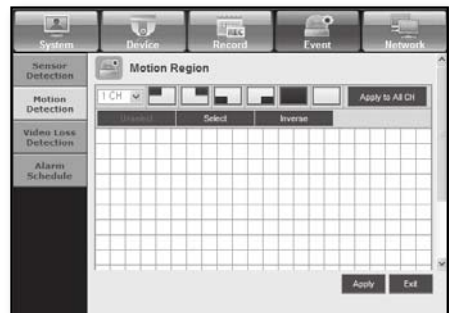 System Device Record Event Network
REC
Sensor
Detection
Motion
Detection
Video Loss
Detection
Alarm
Schedule
Motion Region
1 CH
Apply to All CH
Unselect Select Inverse
Apply Exit